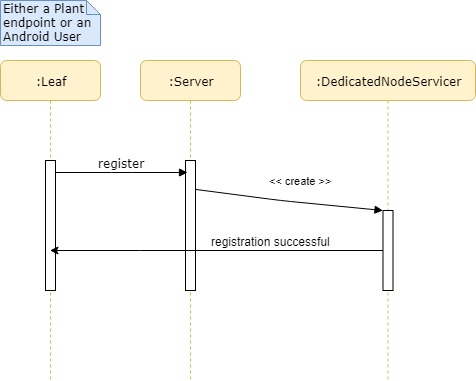 Either a Plant
endpoint or an
Android User
:Leaf
:Server
:DedicatedNodeServicer
register
<< create >>
registration successful